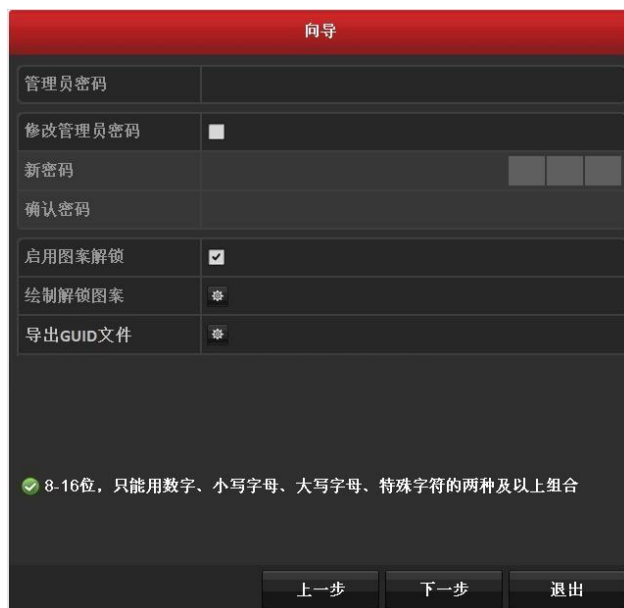 向导
管理员密码
修改管理员密码
新密码
确认密码
启用图案解锁
绘制解锁图案
导出GUID文件
8-16位，只能用数字、小写字母、大写字母、特殊字符的两种及以上组合
上一步 下一步 退出